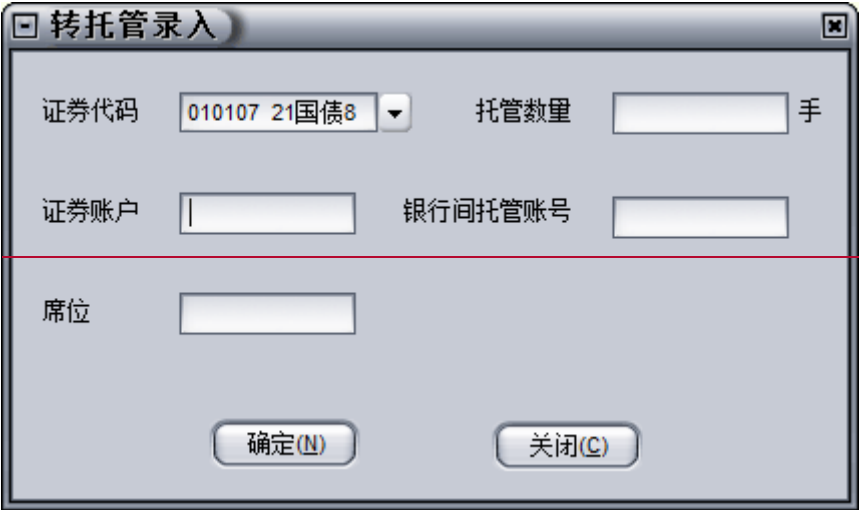 转托管录入
证券代码 010107 21国债8 托管数量 手
证券账户 银行间托管账号
席位
确定(N) 关闭(C)